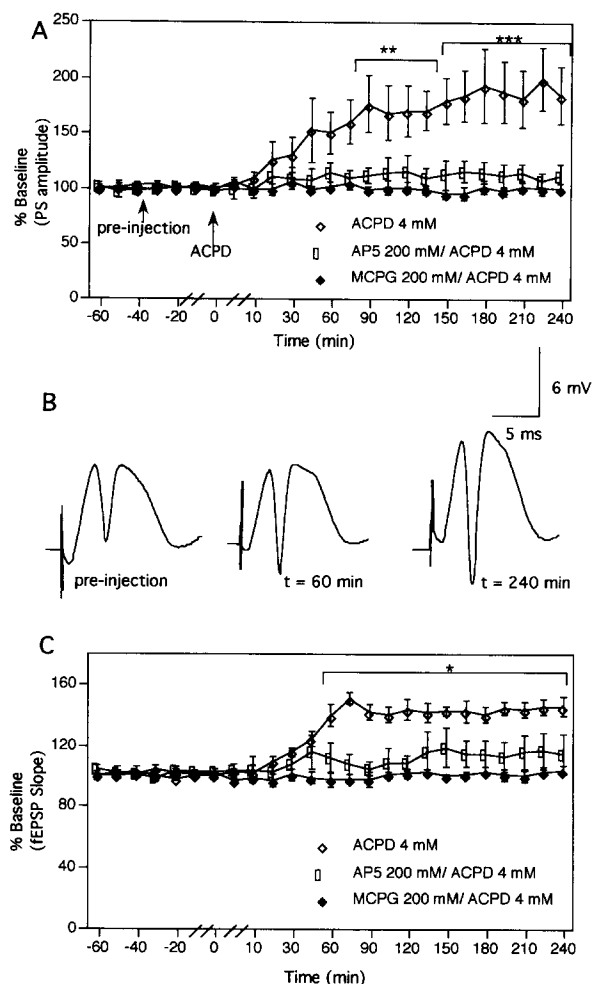 A
***
**
250
200
150
100
50
0
% Baseline
(PS amplitude)
pre-injection
ACPD
ACPD 4 mM
AP5 200 mM/ ACPD 4 mM
MCPG 200 mM/ ACPD 4 mM
-60 -40 -20 0 10 30 60 90 120 150 180 210 240
Time (min)
B
6 mV
5 ms
pre-injection
t = 60 min
t = 240 min
C
*
160
120
80
40
0
% Baseline
(fEPSP Slope)
ACPD 4 mM
AP5 200 mM/ ACPD 4 mM
MCPG 200 mM/ ACPD 4 mM
-60 -40 -20 0 10 30 60 90 120 150 180 210 240
Time (min)